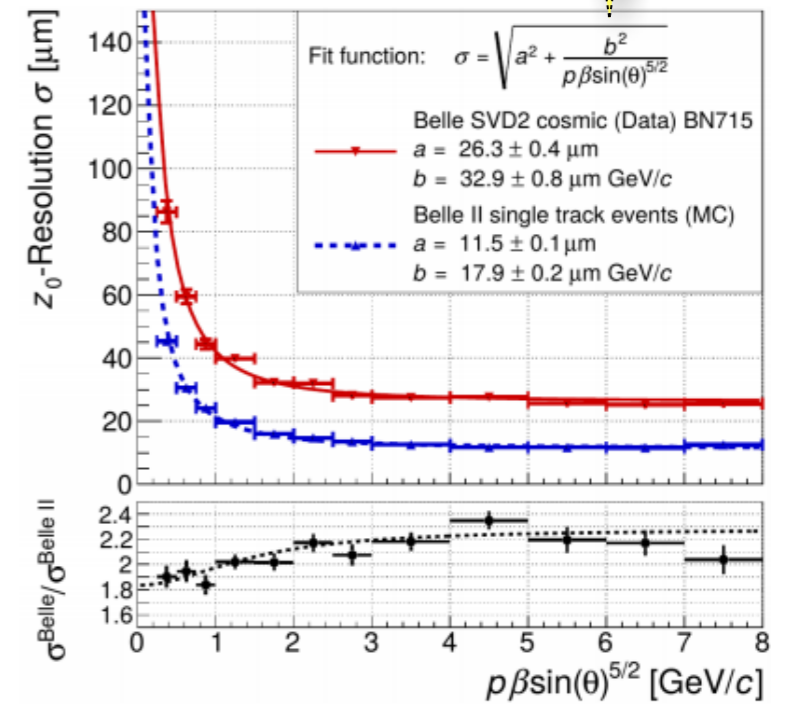 z₀-Resolution σ [μm]
140
120
100
80
60
40
20
0
Fit function: σ = √(a² + b² / pβsin(θ)^5/2)
Belle SVD2 cosmic (Data) BN715
a = 26.3 ± 0.4 μm
b = 32.9 ± 0.8 μm GeV/c
Belle II single track events (MC)
a = 11.5 ± 0.1 μm
b = 17.9 ± 0.2 μm GeV/c
σ^Belle/σ^Belle II
2.4
2.2
2
1.8
1.6
0 1 2 3 4 5 6 7 8
pβsin(θ)^5/2 [GeV/c]